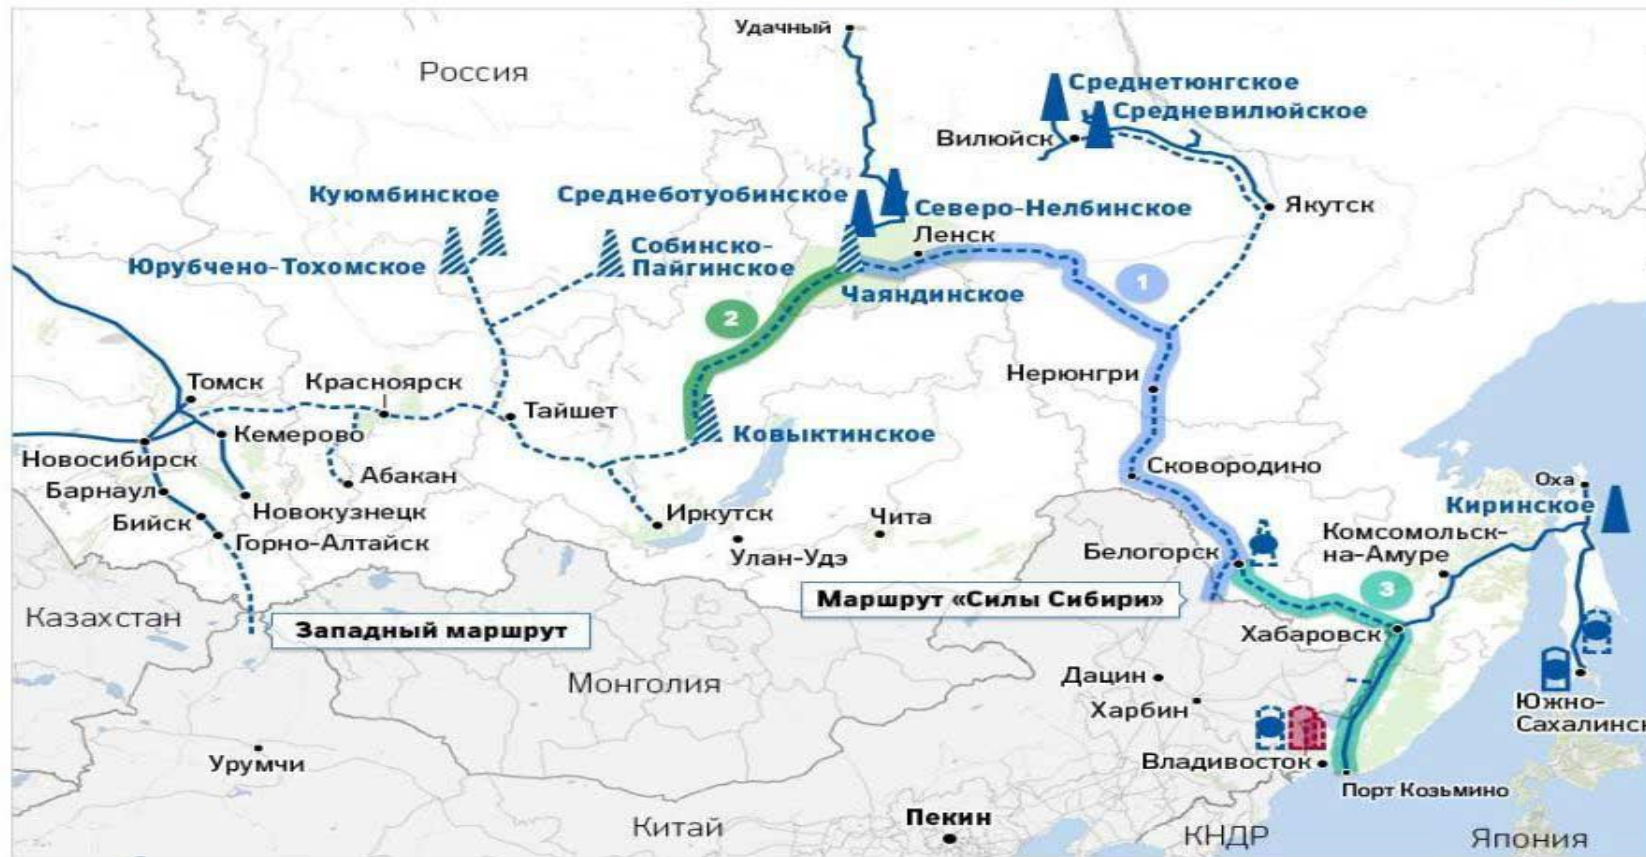 Удачный
Россия
Среднетюнгское
Средневилюйское
Вилюйск
Куюмбинское
Среднеботуобинское
Северо-Нелбинское
Якутск
Ленск
Собинско-
Пайгинское
Юрубчено-Тохомское
Чаяндинское
1
2
Нерюнгри
Томск
Красноярск
Тайшет
Кемерово
Ковыктинское
Новосибирск
Сковородино
Абакан
Барнаул
Оха
Киринское
Новокузнецк
Иркутск
Чита
Бийск
Комсомольск-
на-Амуре
Горно-Алтайск
Улан-Удэ
Белогорск
3
Маршрут «Силы Сибири»
Казахстан
Западный маршрут
Хабаровск
Монголия
Дацин
Харбин
Южно-
Сахалинск
Урумчи
Владивосток
Порт Козьмино
Пекин
Китай
КНДР
Япония